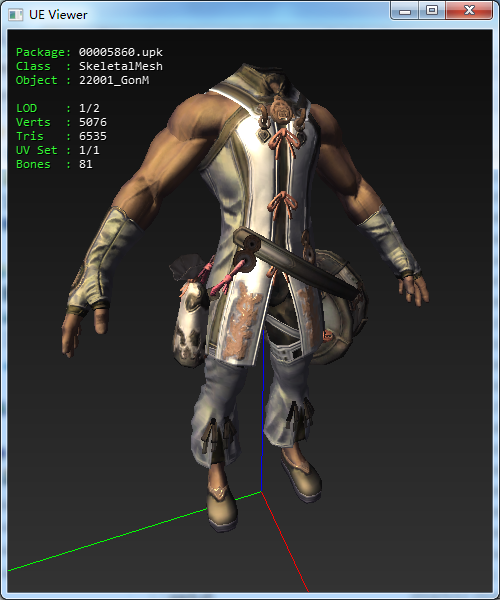 UE Viewer
Package: 00005860.upk
Class : SkeletalMesh
Object : 22001_GonM
LOD : 1/2
Verts : 5076
Tris : 6535
UV Set : 1/1
Bones : 81